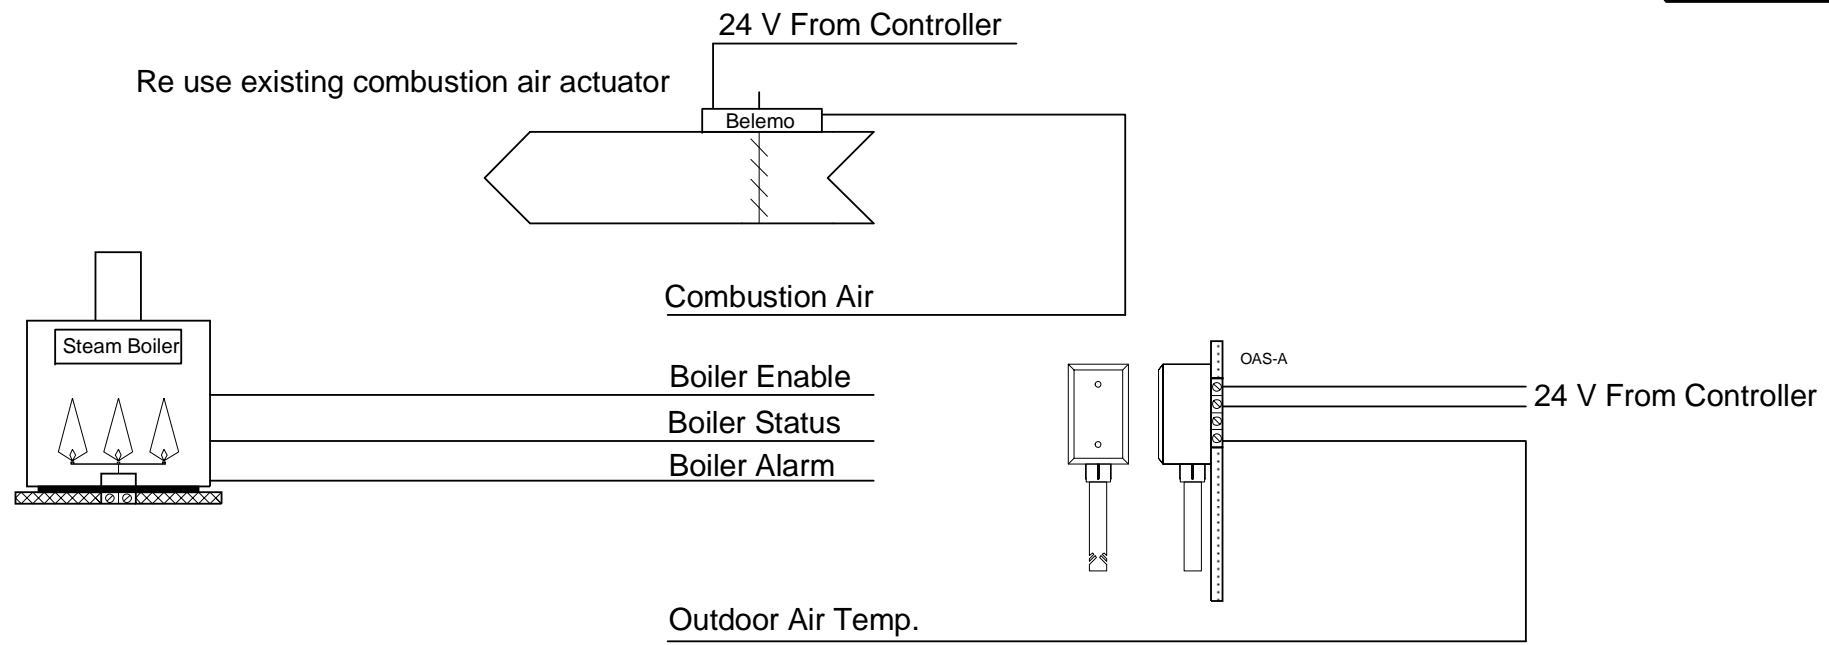 24 V From Controller
Re use existing combustion air actuator
Belemo
Combustion Air
Steam Boiler
OAS-A
Boiler Enable
24 V From Controller
Boiler Status
Boiler Alarm
Outdoor Air Temp.